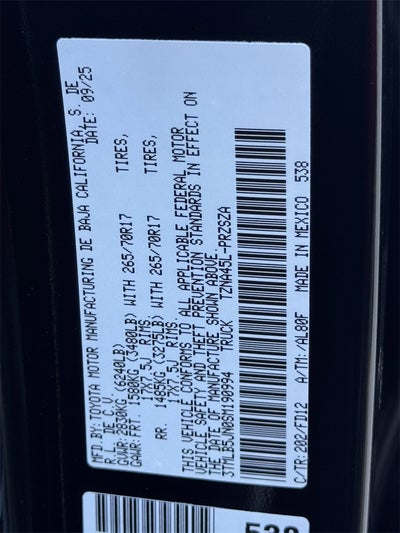 MFD.BY: TOYOTA MOTOR MANUFACTURING DE BAJA CALIFORNIA, S. DE
R.L. DE C.V. DATE: 09/25
GVWR: 2830KG (6240LB)
GAWR: FRT. 1580KG (3480LB) WITH 265/70R17 TIRES,
17X7.5J RIMS
RR. 1485KG (3275LB) WITH 265/70R17 TIRES,
17X7.5J RIMS
THIS VEHICLE CONFORMS TO ALL APPLICABLE FEDERAL MOTOR
VEHICLE SAFETY AND THEFT PREVENTION STANDARDS IN EFFECT ON
THE DATE OF MANUFACTURE SHOWN ABOVE.
3TMLB5JN0SM190994 TRUCK TZNA45L-PRZSZA
C/TR:202/FD12 A/TM:/AL80F MADE IN MEXICO 538
538